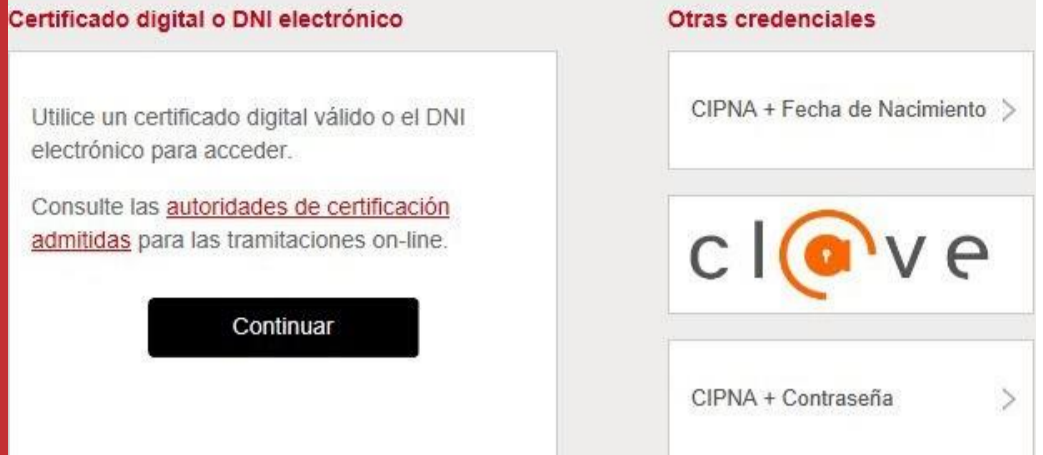 Certificado digital o DNI electrónico
Utilice un certificado digital válido o el DNI
electrónico para acceder.
Consulte las autoridades de certificación
admitidas para las tramitaciones on-line.
Continuar
Otras credenciales
CIPNA + Fecha de Nacimiento
cl@ve
CIPNA + Contraseña